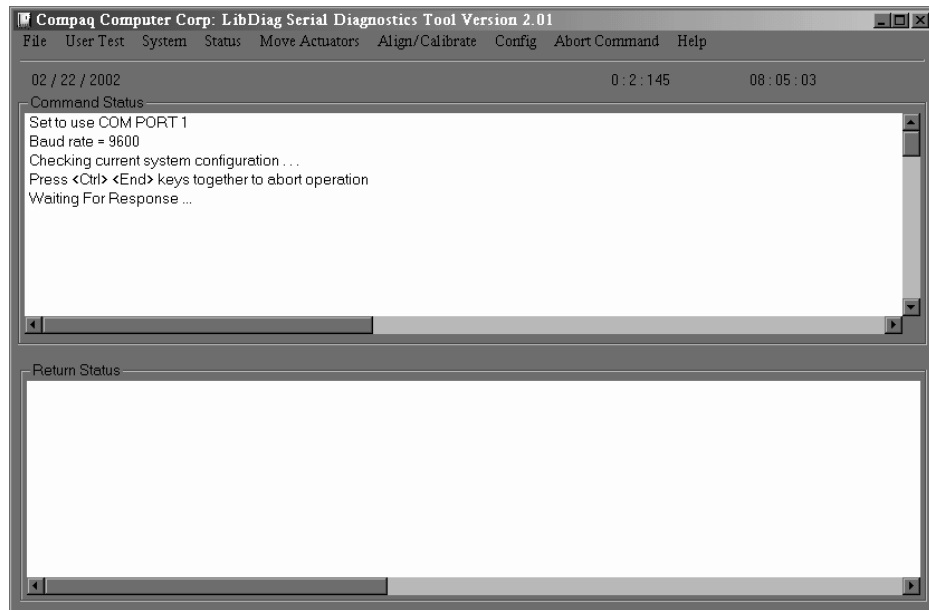 Compaq Computer Corp: LibDiag Serial Diagnostics Tool Version 2.01
File User Test System Status Move Actuators Align/Calibrate Config Abort Command Help
02 / 22 / 2002 0 : 2 : 145 08 : 05 : 03
Command Status
Set to use COM PORT 1
Baud rate = 9600
Checking current system configuration . . .
Press <Ctrl> <End> keys together to abort operation
Waiting For Response ...
Return Status